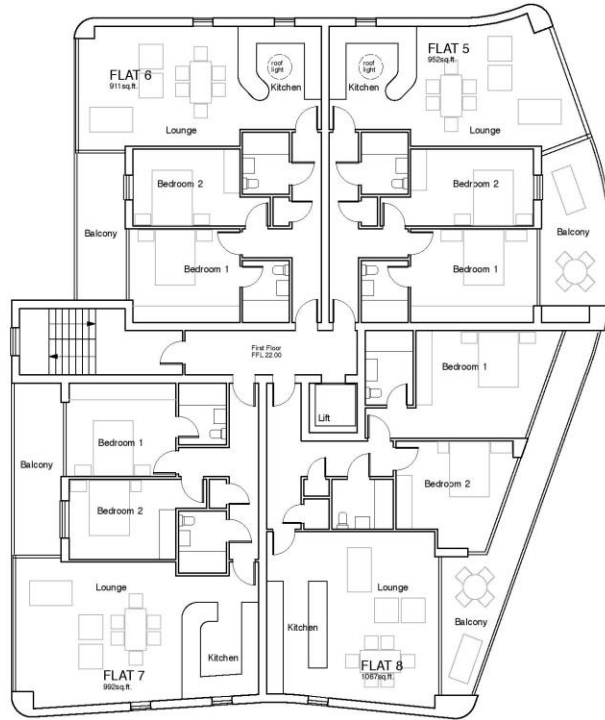 FLAT 6
911sq.ft.
roof
light
Kitchen
Lounge
roof
light
Kitchen
FLAT 5
952sq.ft.
Lounge
Bedroom 2
Bedroom 2
Balcony
Balcony
Bedroom 1
Bedroom 1
First Floor
FFL 22.00
Bedroom 1
Lift
Bedroom 1
Balcony
Bedroom 2
Bedroom 2
Lounge
Lounge
Kitchen
Balcony
Kitchen
FLAT 7
992sq.ft.
FLAT 8
1067sq.ft.